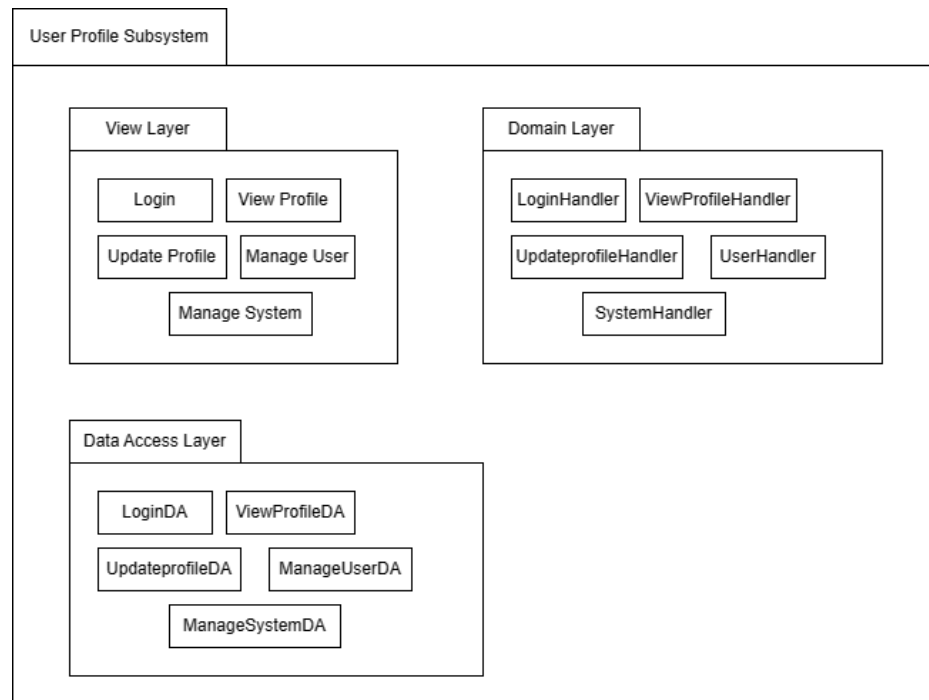 User Profile Subsystem
View Layer
Login
View Profile
Update Profile
Manage User
Manage System
Domain Layer
LoginHandler
ViewProfileHandler
UpdateprofileHandler
UserHandler
SystemHandler
Data Access Layer
LoginDA
ViewProfileDA
UpdateprofileDA
ManageUserDA
ManageSystemDA